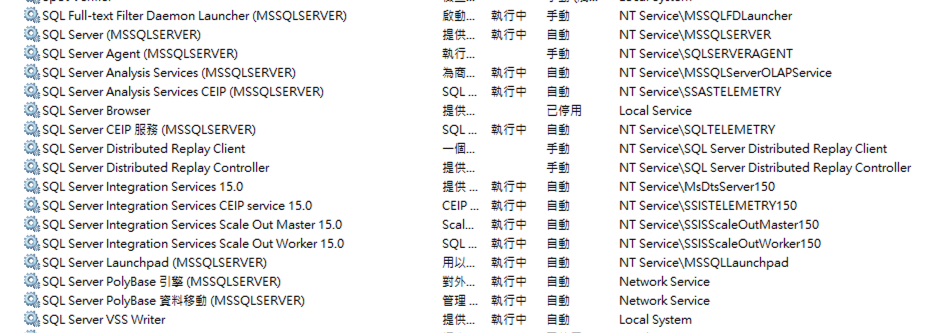 SQL Full-text Filter Daemon Launcher (MSSQLSERVER) 啟動... 執行中 手動 NT Service\MSSQLFDLauncher
SQL Server (MSSQLSERVER) 提供... 執行中 自動 NT Service\MSSQLSERVER
SQL Server Agent (MSSQLSERVER) 執行... 手動 NT Service\SQLSERVERAGENT
SQL Server Analysis Services (MSSQLSERVER) 為商... 執行中 自動 NT Service\MSSQLServerOLAPService
SQL Server Analysis Services CEIP (MSSQLSERVER) SQL ... 執行中 自動 NT Service\SSASTELEMETRY
SQL Server Browser 提供... 已停用 Local Service
SQL Server CEIP 服務 (MSSQLSERVER) SQL ... 執行中 自動 NT Service\SQLTELEMETRY
SQL Server Distributed Replay Client 一個... 手動 NT Service\SQL Server Distributed Replay Client
SQL Server Distributed Replay Controller 提供... 手動 NT Service\SQL Server Distributed Replay Controller
SQL Server Integration Services 15.0 提供 ... 執行中 自動 NT Service\MsDtsServer150
SQL Server Integration Services CEIP service 15.0 CEIP ... 執行中 自動 NT Service\SSISTELEMETRY150
SQL Server Integration Services Scale Out Master 15.0 Scal... 執行中 自動 NT Service\SSISScaleOutMaster150
SQL Server Integration Services Scale Out Worker 15.0 SQL ... 執行中 自動 NT Service\SSISScaleOutWorker150
SQL Server Launchpad (MSSQLSERVER) 用以... 執行中 自動 NT Service\MSSQLLaunchpad
SQL Server PolyBase 引擎 (MSSQLSERVER) 對外... 執行中 自動 Network Service
SQL Server PolyBase 資料移動 (MSSQLSERVER) 管理 ... 執行中 自動 Network Service
SQL Server VSS Writer 提供... 執行中 自動 Local System